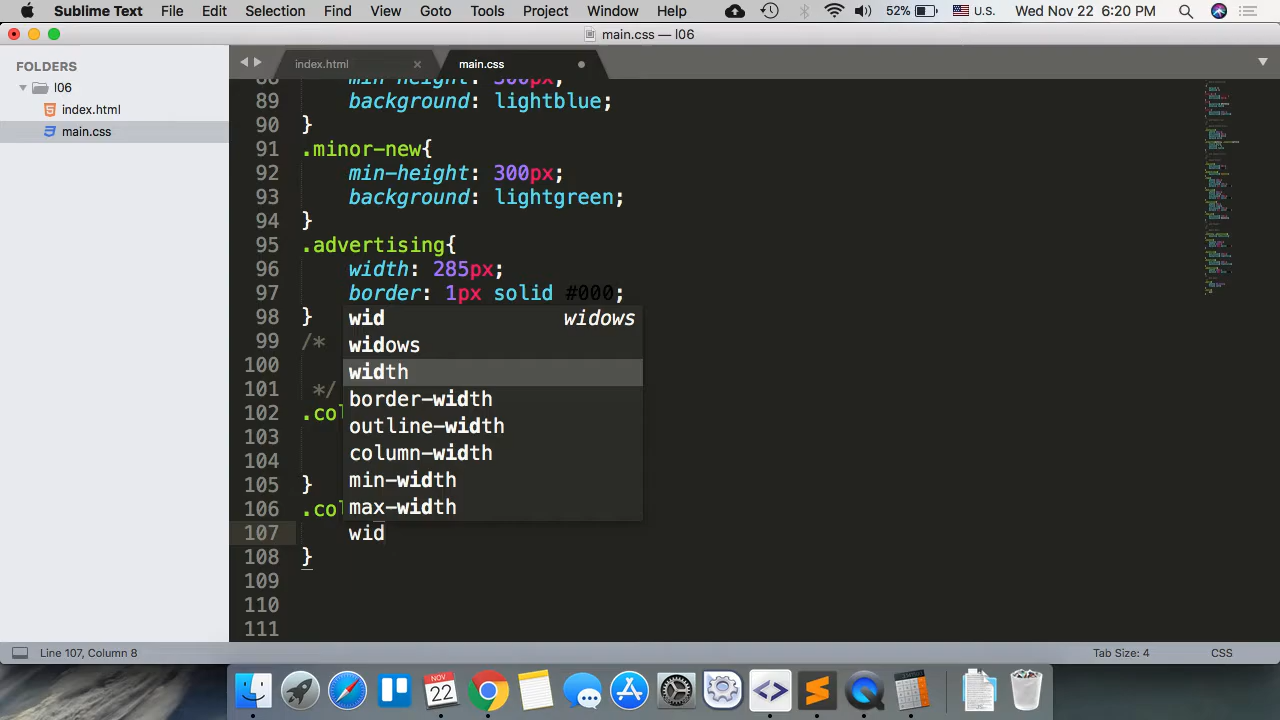 Sublime Text File Edit Selection Find View Goto Tools Project Window Help 52% U.S. Wed Nov 22 6:20 PM
main.css — l06
FOLDERS
l06
index.html
main.css
index.html
main.css
89 background: lightblue;
90 }
91 .minor-new{
92 min-height: 300px;
93 background: lightgreen;
94 }
95 .advertising{
96 width: 285px;
97 border: 1px solid #000;
98 }
99 /*
100
101 */
102 .col
103
104
105 }
106 .col
107 wid
108 }
109
110
111
wid widows
widows
width
border-width
outline-width
column-width
min-width
max-width
Line 107, Column 8 Tab Size: 4 CSS
NOV
22